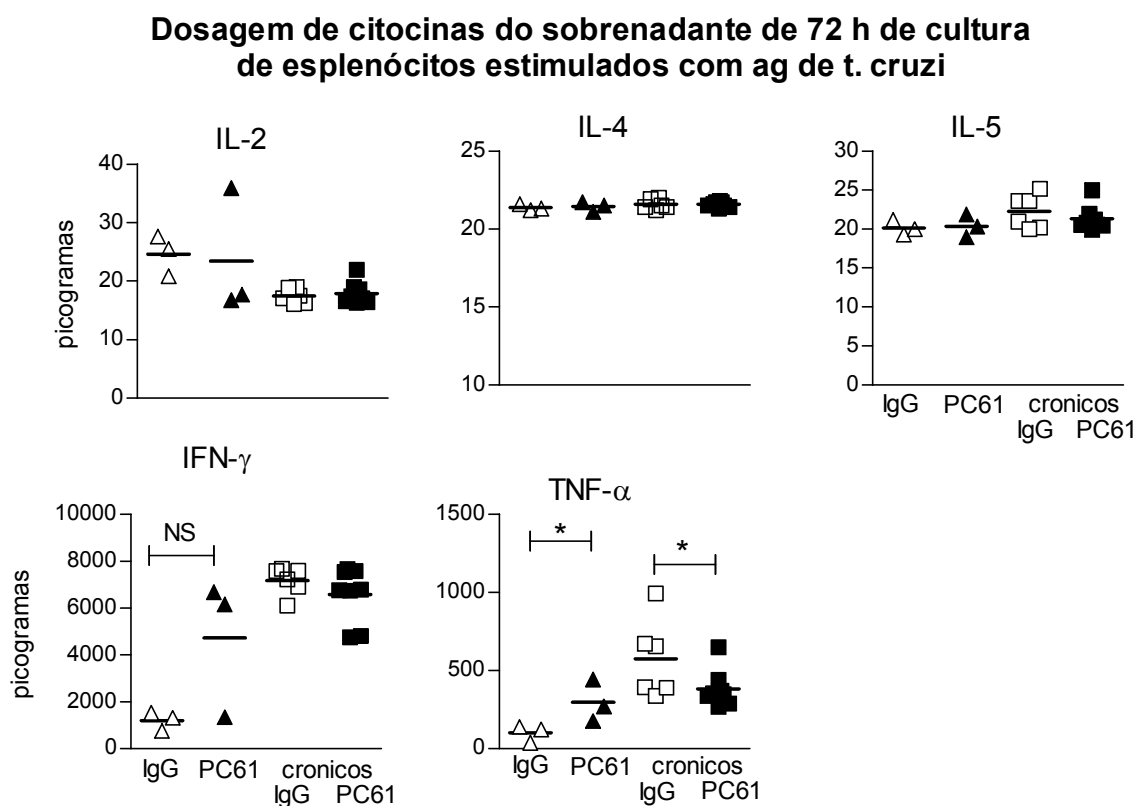 Dosagem de citocinas do sobrenadante de 72 h de cultura
de esplenócitos estimulados com ag de t. cruzi
IL-2
picogramas
40
30
20
10
0
IL-4
25
20
15
10
IL-5
30
25
20
15
10
5
0
IgG PC61 cronicos
IgG PC61
IFN-γ
picogramas
10000
8000
6000
4000
2000
0
NS
IgG PC61 cronicos
IgG PC61
TNF-α
1500
1000
500
0
*
*
IgG PC61 cronicos
IgG PC61